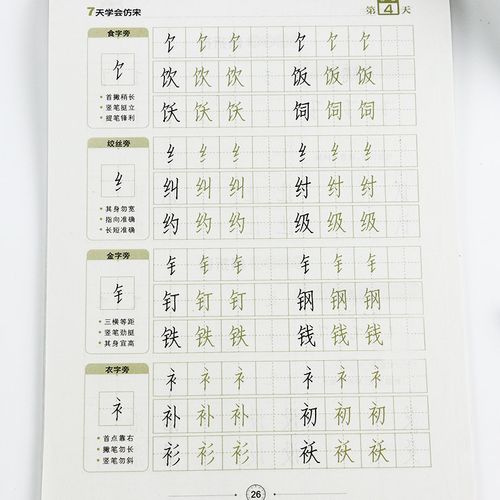 7天学会仿宋 第4天
食字旁
饣 饣 饣 饣 饣 饣
饮 饮 饮 饭 饭 饭
饫 饫 饫 饲 饲 饲
饣
首撇稍长
竖笔挺立
提笔锋利
绞丝旁
纟 纟 纟 纟 纟 纟
纠 纠 纠 纣 纣 纣
约 约 约 级 级 级
纟
其身勿宽
指向准确
长短准确
金字旁
钅 钅 钅 钅 钅 钅
钉 钉 钉 钢 钢 钢
铁 铁 铁 钱 钱 钱
钅
三横等距
竖笔劲挺
其身宜高
衣字旁
衤 衤 衤 衤 衤 衤
补 补 补 初 初 初
衫 衫 衫 袄 袄 袄
衤
首点靠右
撇笔勿长
竖笔勿斜
26